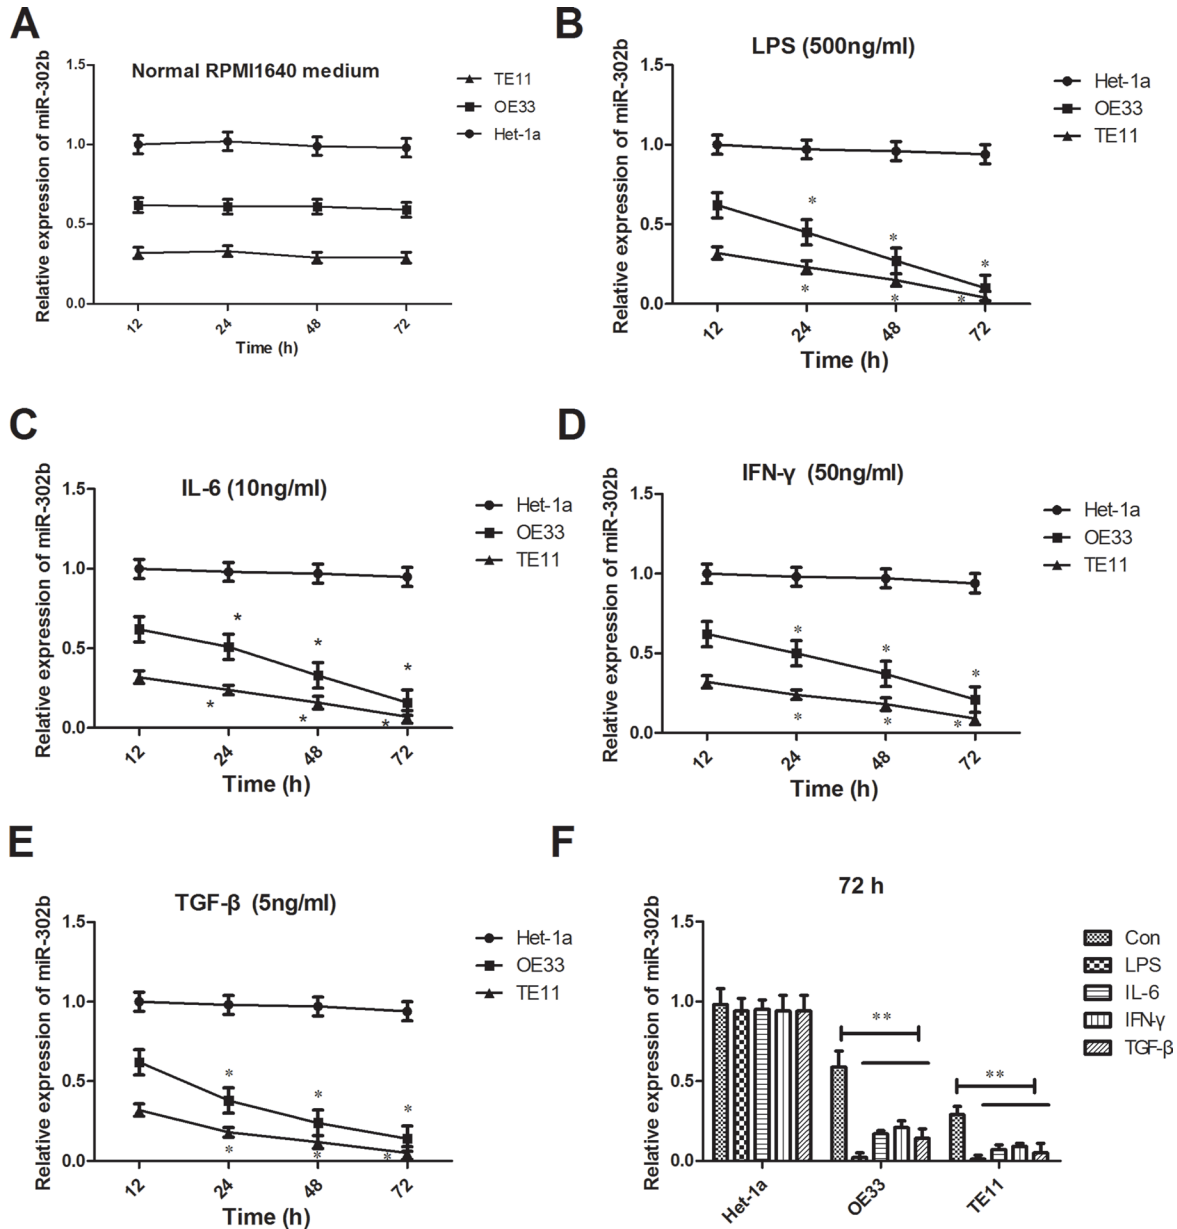 A
Normal RPMI1640 medium
Relative expression of miR-302b
1.5
1.0
0.5
0.0
12
24
48
72
Time (h)
TE11
OE33
Het-1a
B
LPS (500ng/ml)
Relative expression of miR-302b
1.5
1.0
0.5
0.0
*
*
*
*
*
*
12
24
48
72
Time (h)
Het-1a
OE33
TE11
C
IL-6 (10ng/ml)
Relative expression of miR-302b
1.5
1.0
0.5
0.0
*
*
*
*
*
*
12
24
48
72
Time (h)
Het-1a
OE33
TE11
D
IFN-γ (50ng/ml)
Relative expression of miR-302b
1.5
1.0
0.5
0.0
*
*
*
*
*
*
12
24
48
72
Time (h)
Het-1a
OE33
TE11
E
TGF-β (5ng/ml)
Relative expression of miR-302b
1.5
1.0
0.5
0.0
*
*
*
*
*
*
12
24
48
72
Time (h)
Het-1a
OE33
TE11
F
72 h
Relative expression of miR-302b
1.5
1.0
0.5
0.0
**
**
Het-1a
OE33
TE11
Con
LPS
IL-6
IFN-γ
TGF-β